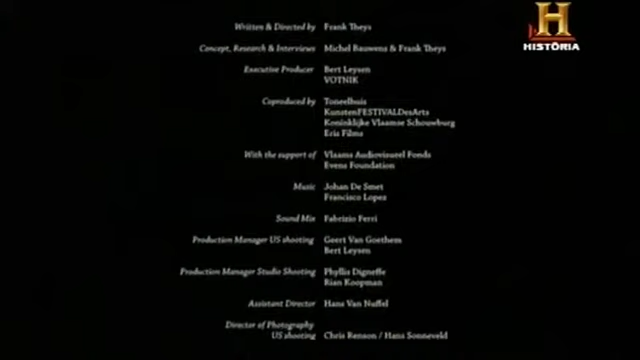 H
HISTÓRIA
Written & Directed by Frank Theys
Concept, Research & Interviews Michel Bauwens & Frank Theys
Executive Producer Bert Leysen
VOTNIK
Coproduced by Toneelhuis
KunstenFESTIVALDesArts
Koninklijke Vlaamse Schouwburg
Eris Films
With the support of Vlaams Audiovisueel Fonds
Evens Foundation
Music Johan De Smet
Francisco Lopez
Sound Mix Fabrizio Ferri
Production Manager US shooting Geert Van Goethem
Bert Leysen
Production Manager Studio Shooting Phyllis Digneffe
Rian Koopman
Assistant Director Hans Van Nuffel
Director of Photography
US shooting Chris Renson / Hans Sonneveld